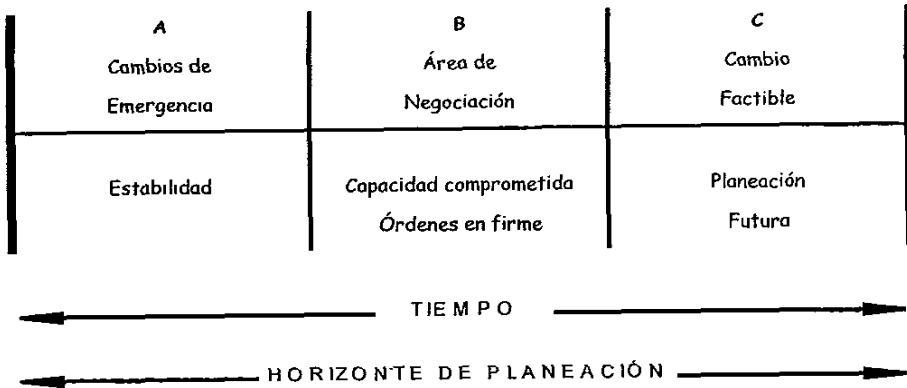 A
Cambios de
Emergencia
B
Área de
Negociación
C
Cambio
Factible
Estabilidad
Capacidad comprometida
Órdenes en firme
Planeación
Futura
TIEMPO
HORIZONTE DE PLANEACIÓN